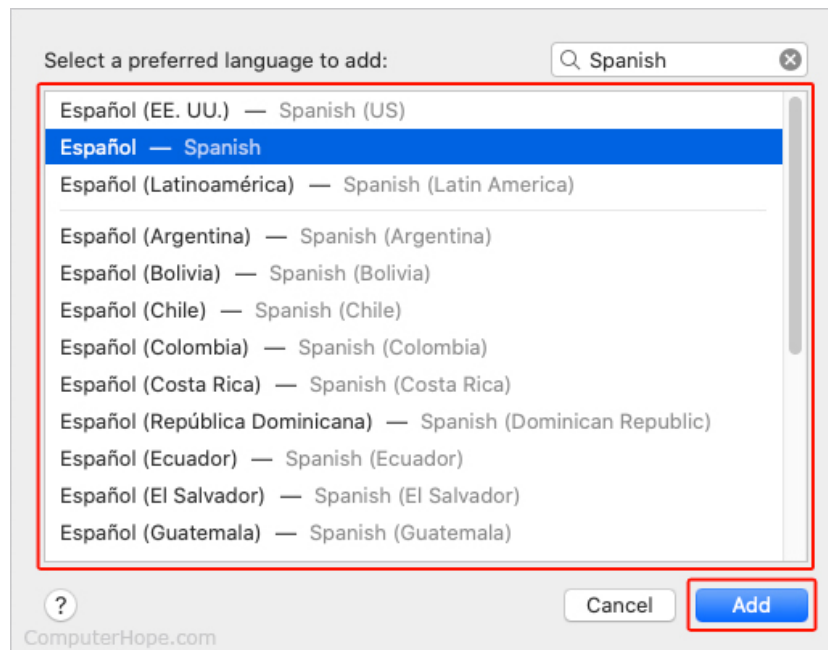 Select a preferred language to add:
Spanish
Español (EE. UU.) — Spanish (US)
Español — Spanish
Español (Latinoamérica) — Spanish (Latin America)
Español (Argentina) — Spanish (Argentina)
Español (Bolivia) — Spanish (Bolivia)
Español (Chile) — Spanish (Chile)
Español (Colombia) — Spanish (Colombia)
Español (Costa Rica) — Spanish (Costa Rica)
Español (República Dominicana) — Spanish (Dominican Republic)
Español (Ecuador) — Spanish (Ecuador)
Español (El Salvador) — Spanish (El Salvador)
Español (Guatemala) — Spanish (Guatemala)
?
Cancel
Add
ComputerHope.com